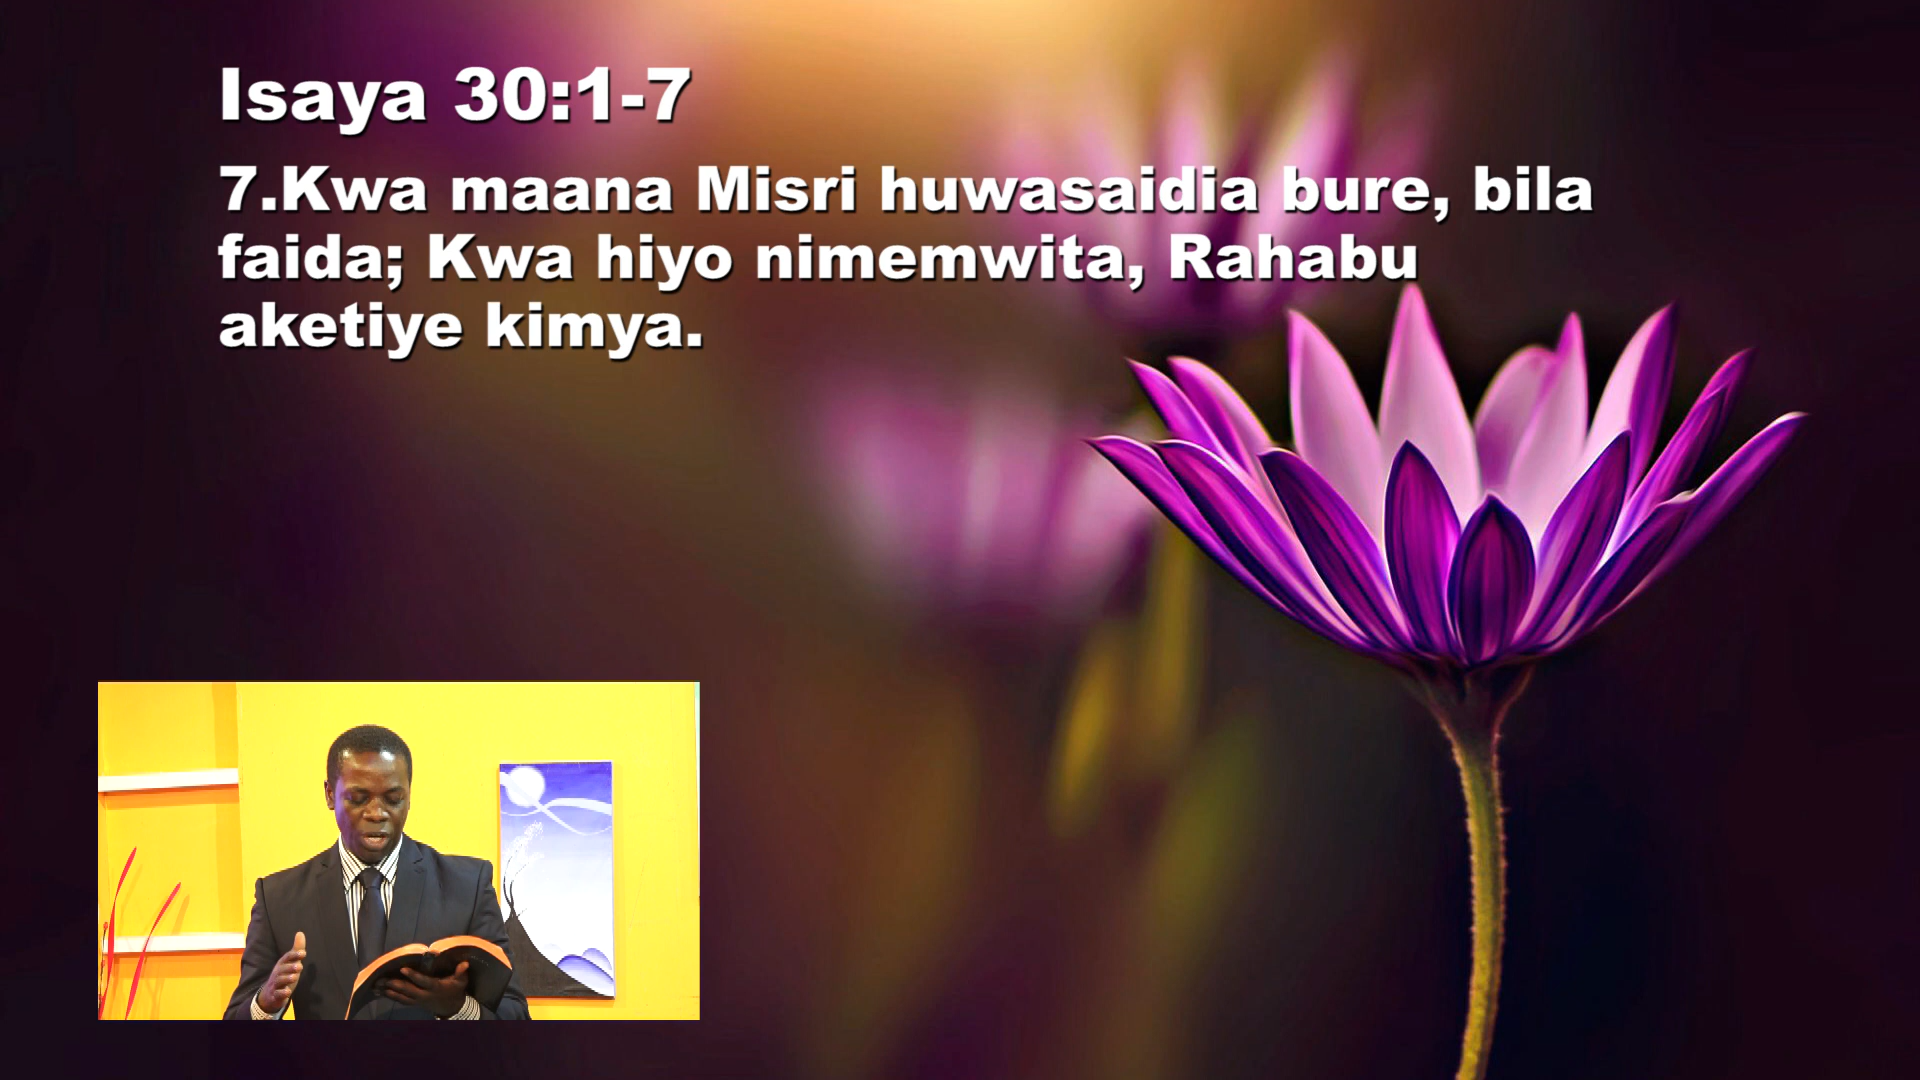 Isaya 30:1-7
7.Kwa maana Misri huwasaidia bure, bila
faida; Kwa hiyo nimemwita, Rahabu
aketiye kimya.